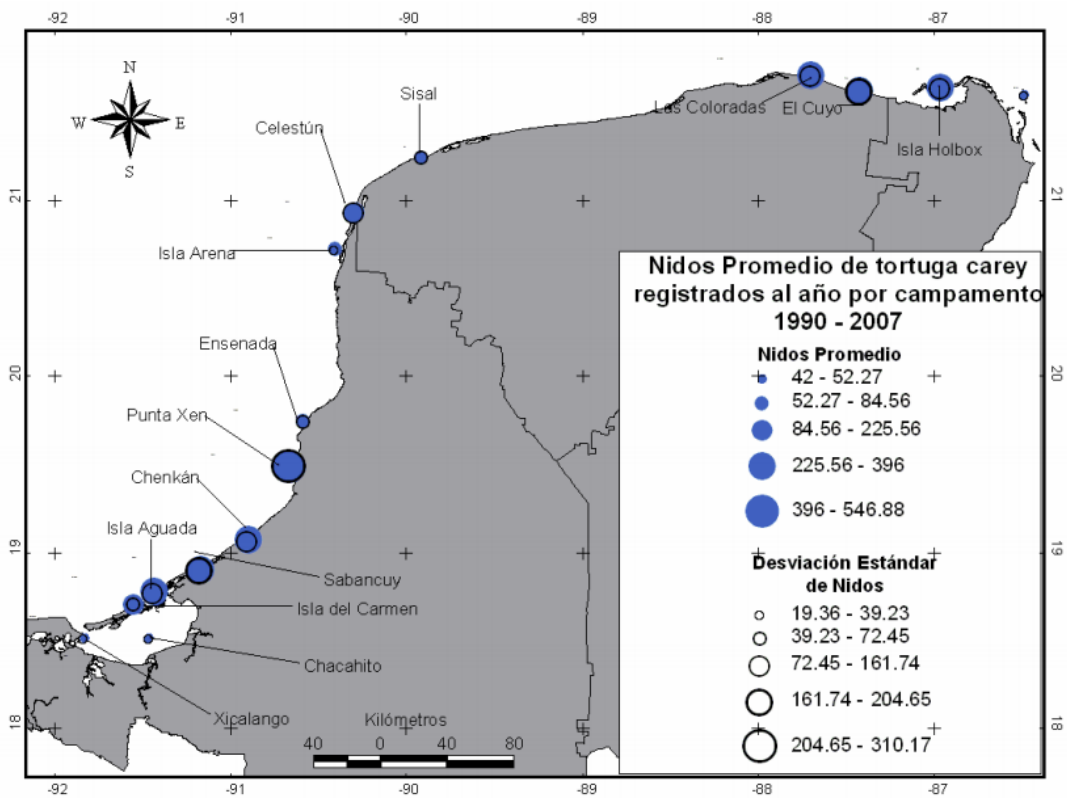 -92 -91 -90 -89 -88 -87
N
W E
S
Sisal
Celestún
Las Coloradas El Cuyo
Isla Holbox
21 21
Isla Arena
Nidos Promedio de tortuga carey
registrados al año por campamento
1990 - 2007
Nidos Promedio
42 - 52.27
52.27 - 84.56
84.56 - 225.56
225.56 - 396
396 - 546.88
Desviación Estándar
de Nidos
19.36 - 39.23
39.23 - 72.45
72.45 - 161.74
161.74 - 204.65
204.65 - 310.17
Ensenada
20 20
Punta Xen
Chenkán
Isla Aguada
19 19
Sabancuy
Isla del Carmen
Chacahito
Xicalango
18 18
Kilómetros
40 0 40 80
-92 -91 -90 -89 -88 -87